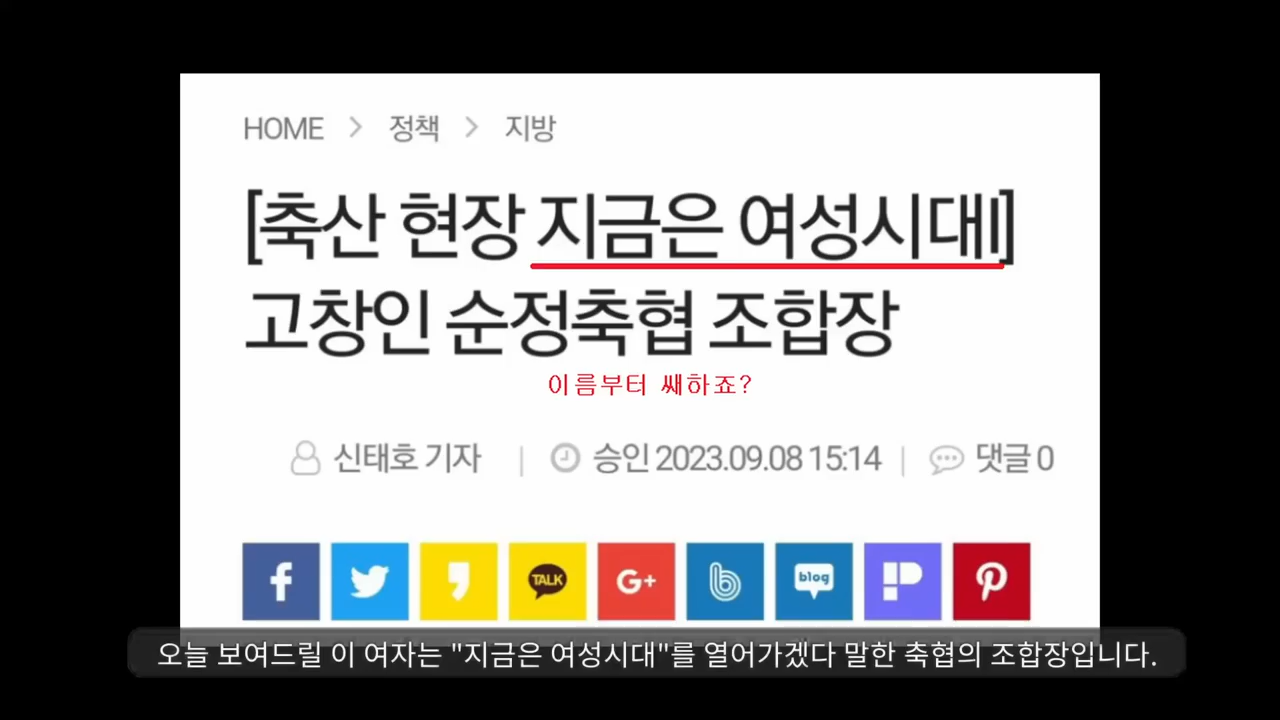 HOME > 정책 > 지방
[축산 현장 지금은 여성시대]
고창인 순정축협 조합장
이름부터 쌔하죠?
신태호 기자 | 승인 2023.09.08 15:14 | 댓글 0
f TALK G+ b blog P
오늘 보여드릴 이 여자는 "지금은 여성시대"를 열어가겠다 말한 축협의 조합장입니다.